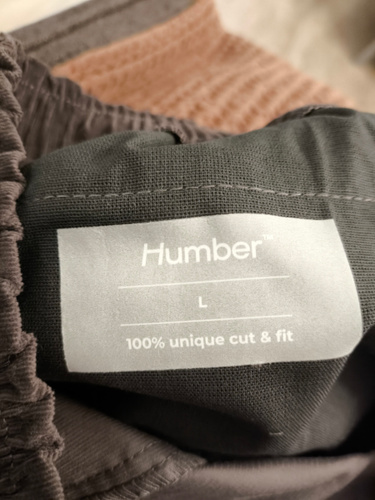 Humber™
L
100% unique cut & fit